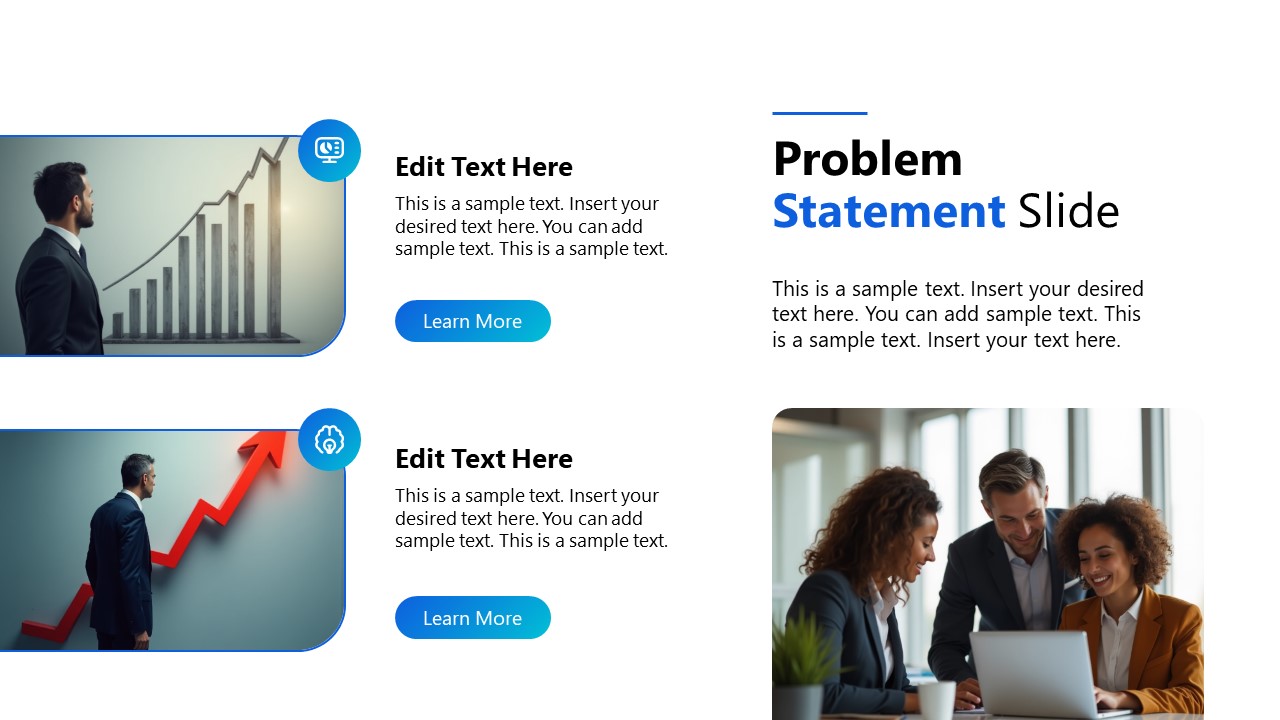 Edit Text Here
This is a sample text. Insert your
desired text here. You can add
sample text. This is a sample text.
Learn More
Edit Text Here
This is a sample text. Insert your
desired text here. You can add
sample text. This is a sample text.
Learn More
Problem
Statement Slide
This is a sample text. Insert your desired
text here. You can add sample text. This
is a sample text. Insert your text here.